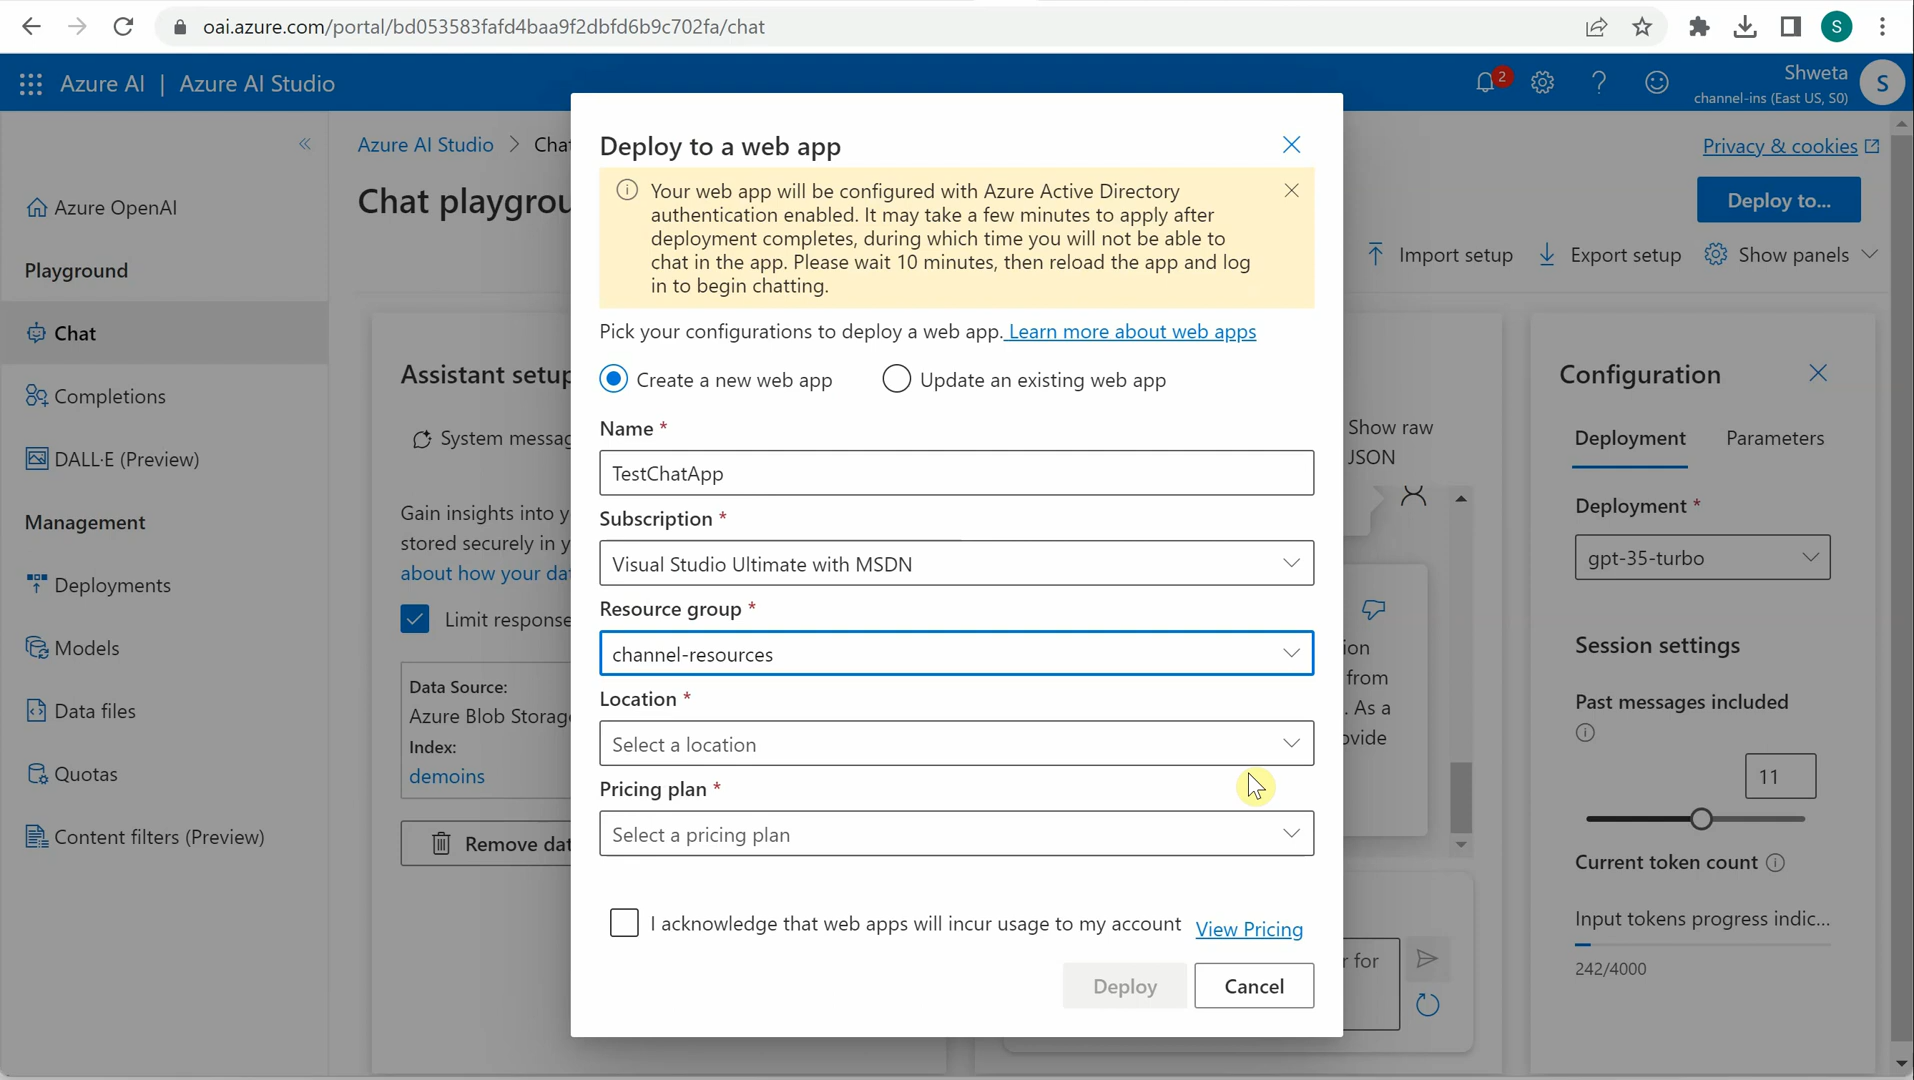 oai.azure.com/portal/bd053583fafd4baa9f2dbfd6b9c702fa/chat
S
Azure AI | Azure AI Studio
2
Shweta
channel-ins (East US, S0)
S
Azure AI Studio > Chat
Privacy & cookies
Chat playgrou
Deploy to...
Import setup
Export setup
Show panels
Azure OpenAI
Playground
Chat
Completions
DALL·E (Preview)
Management
Deployments
Models
Data files
Quotas
Content filters (Preview)
Assistant setup
System messag
Gain insights into y
stored securely in y
about how your dat
Limit response
Data Source:
Azure Blob Storage
Index:
demoins
Remove dat
Deploy to a web app
Your web app will be configured with Azure Active Directory
authentication enabled. It may take a few minutes to apply after
deployment completes, during which time you will not be able to
chat in the app. Please wait 10 minutes, then reload the app and log
in to begin chatting.
Pick your configurations to deploy a web app. Learn more about web apps
Create a new web app
Update an existing web app
Name *
TestChatApp
Subscription *
Visual Studio Ultimate with MSDN
Resource group *
channel-resources
Location *
Select a location
Pricing plan *
Select a pricing plan
I acknowledge that web apps will incur usage to my account View Pricing
Deploy
Cancel
Show raw
JSON
ion
from
. As a
ovide
r for
Configuration
Deployment
Parameters
Deployment *
gpt-35-turbo
Session settings
Past messages included
11
Current token count
Input tokens progress indic...
242/4000